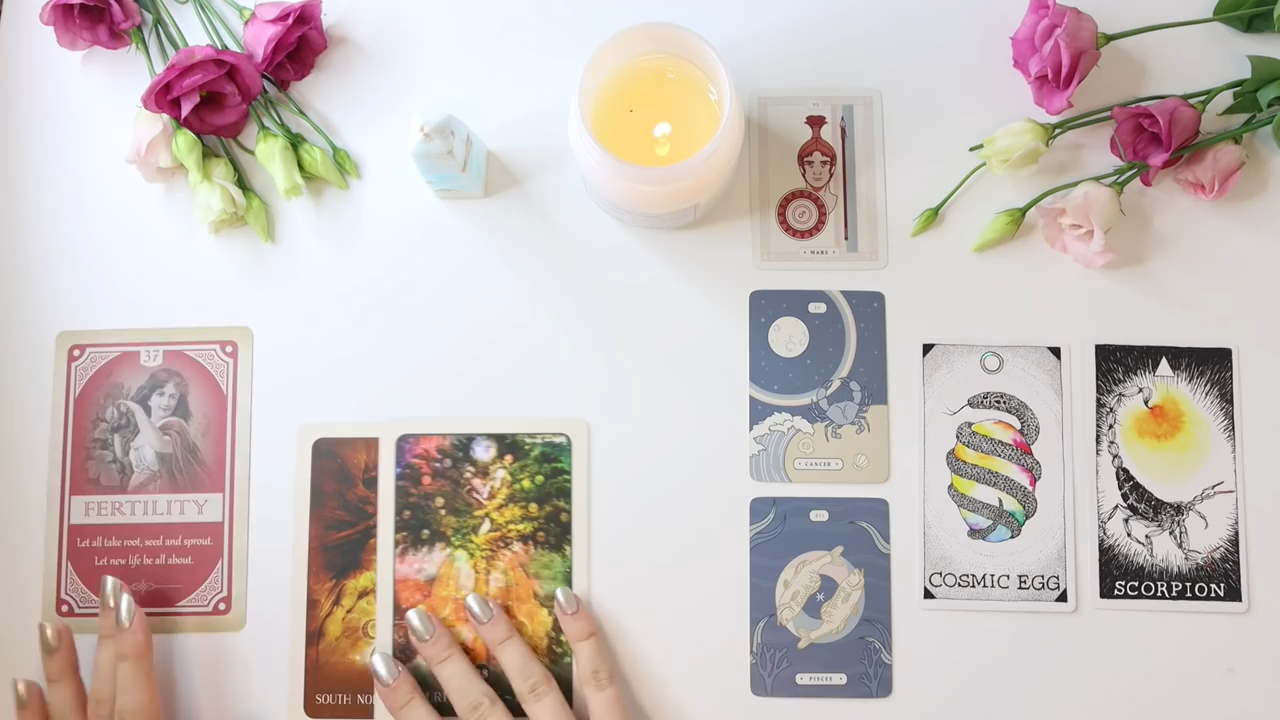 37
FERTILITY
Let all take root, seed and sprout.
Let new life be all about.
SOUTH
VI
MARS
CANCER
PISCES
COSMIC EGG
SCORPION